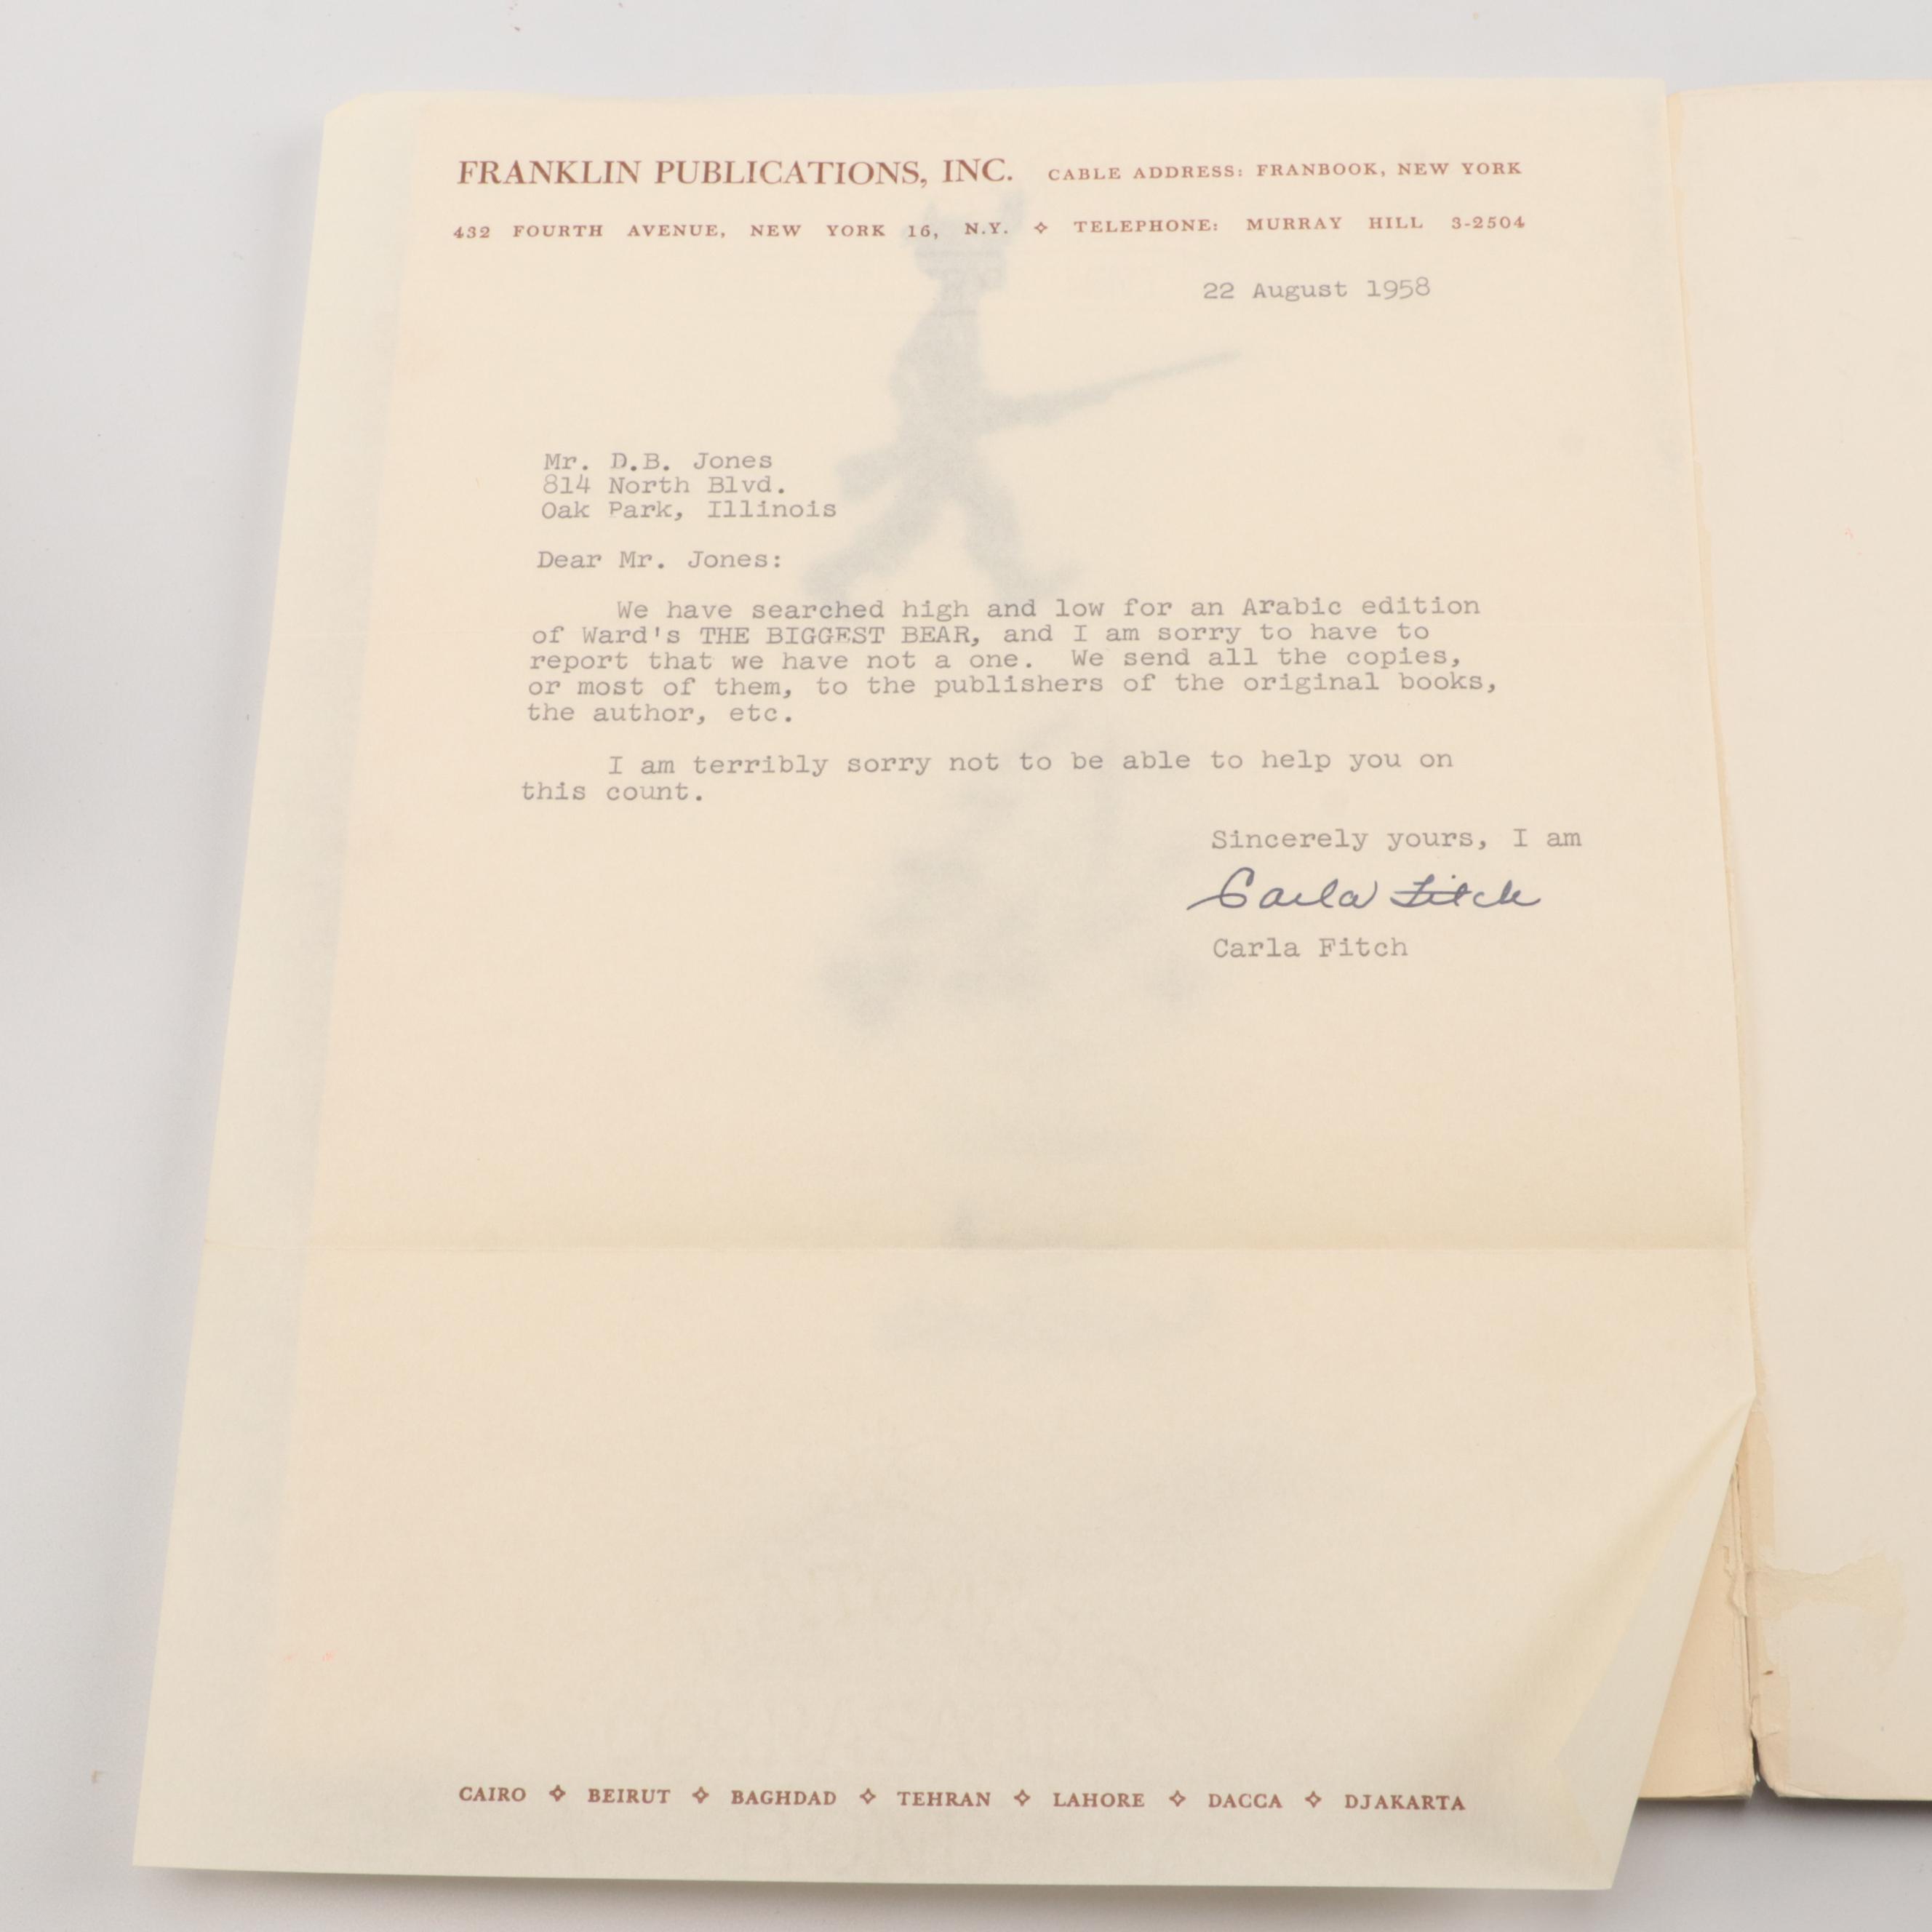 FRANKLIN PUBLICATIONS, INC. CABLE ADDRESS: FRANBOOK, NEW YORK
432 FOURTH AVENUE, NEW YORK 16, N.Y. ✧ TELEPHONE: MURRAY HILL 3-2504
22 August 1958
Mr. D.B. Jones
814 North Blvd.
Oak Park, Illinois
Dear Mr. Jones:
We have searched high and low for an Arabic edition
of Ward's THE BIGGEST BEAR, and I am sorry to have to
report that we have not a one. We send all the copies,
or most of them, to the publishers of the original books,
the author, etc.
I am terribly sorry not to be able to help you on
this count.
Sincerely yours, I am
Carla Fitch
Carla Fitch
CAIRO ✧ BEIRUT ✧ BAGHDAD ✧ TEHRAN ✧ LAHORE ✧ DACCA ✧ DJAKARTA